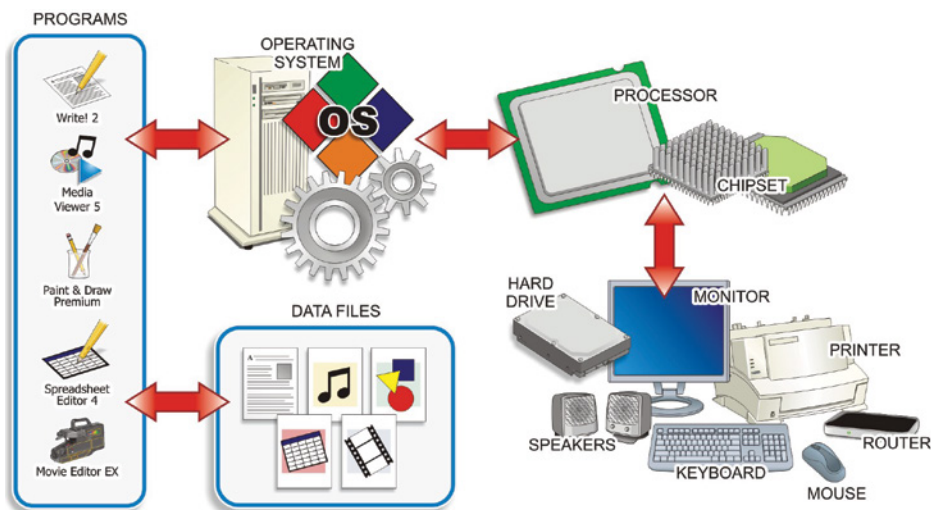 PROGRAMS
Write! 2
Media
Viewer 5
Paint & Draw
Premium
Spreadsheet
Editor 4
Movie Editor EX
OPERATING
SYSTEM
OS
DATA FILES
A
PROCESSOR
CHIPSET
HARD
DRIVE
MONITOR
PRINTER
SPEAKERS
KEYBOARD
ROUTER
MOUSE